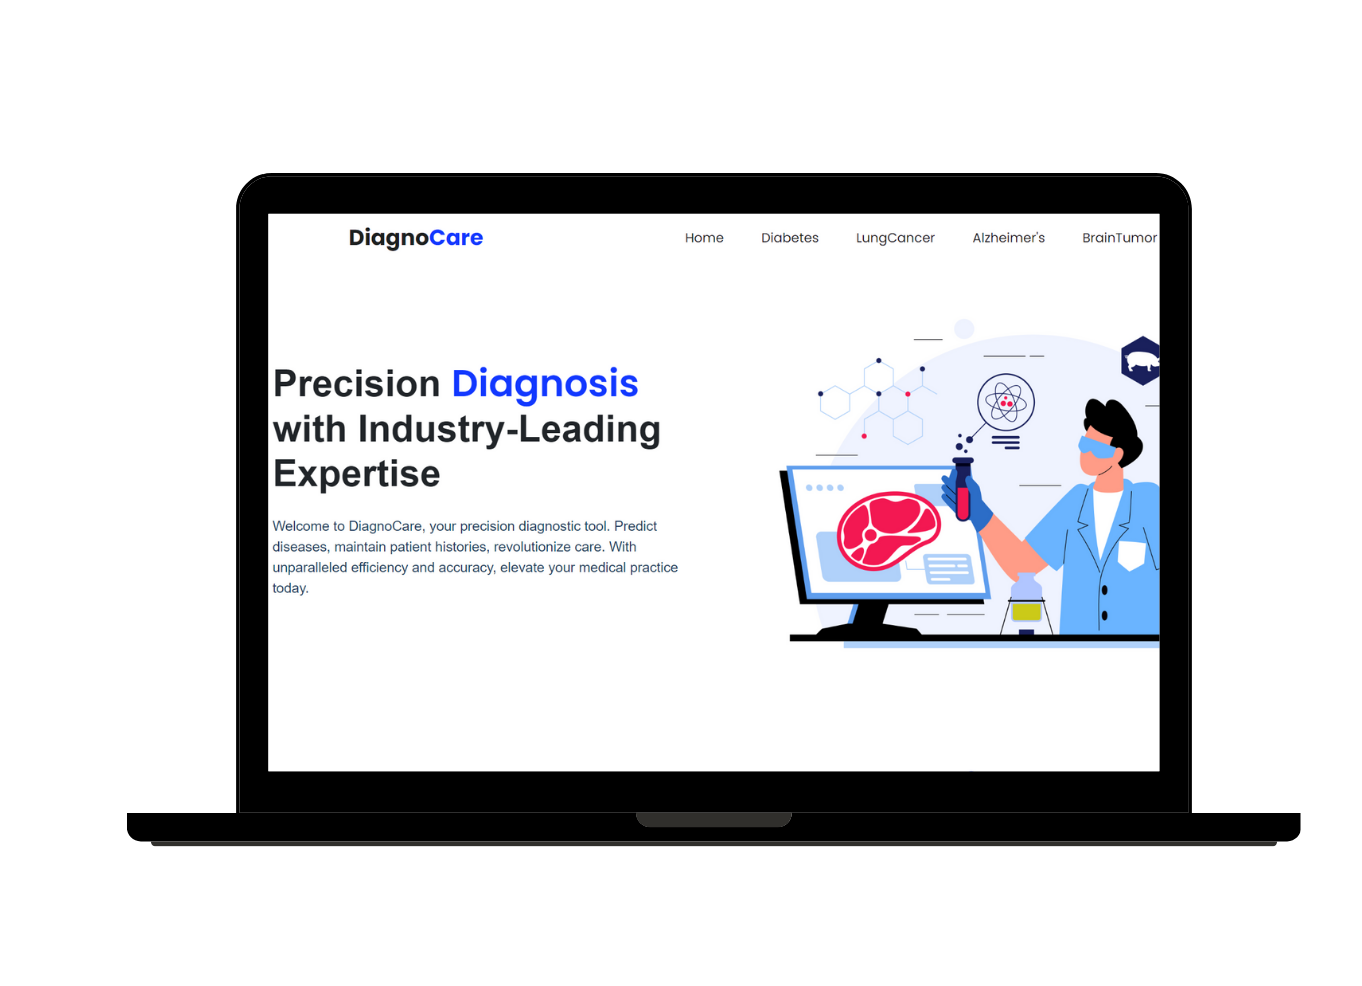 DiagnoCare
Home Diabetes LungCancer Alzheimer's BrainTumor
Precision Diagnosis
with Industry-Leading
Expertise
Welcome to DiagnoCare, your precision diagnostic tool. Predict
diseases, maintain patient histories, revolutionize care. With
unparalleled efficiency and accuracy, elevate your medical practice
today.